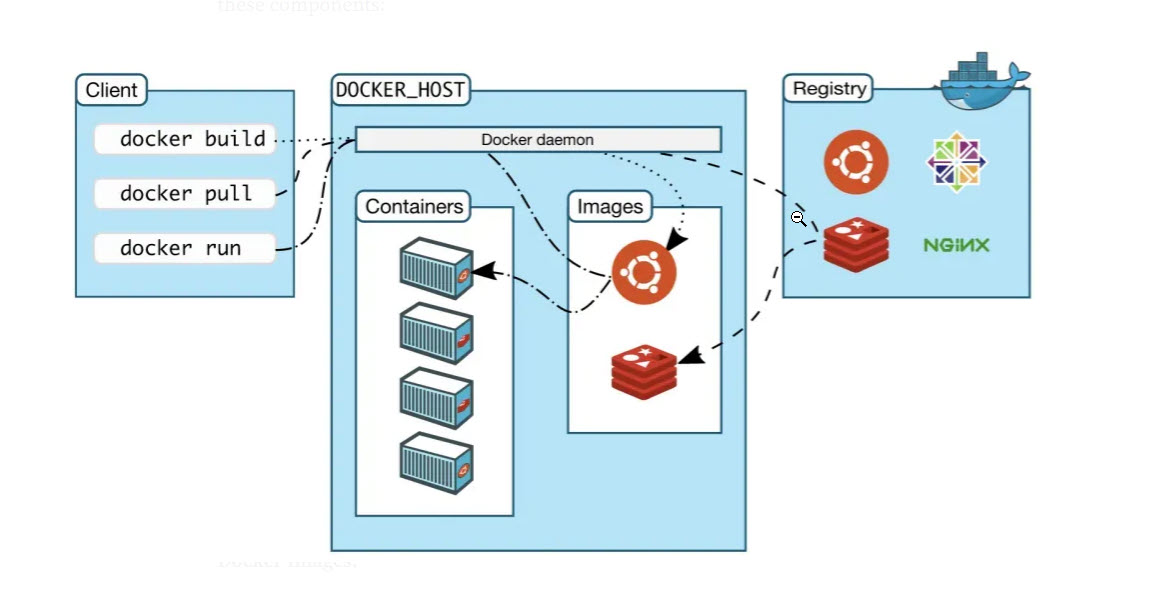 these components:
Client
docker build
docker pull
docker run
DOCKER_HOST
Docker daemon
Containers
Images
Registry
NGiNX
Docker images.